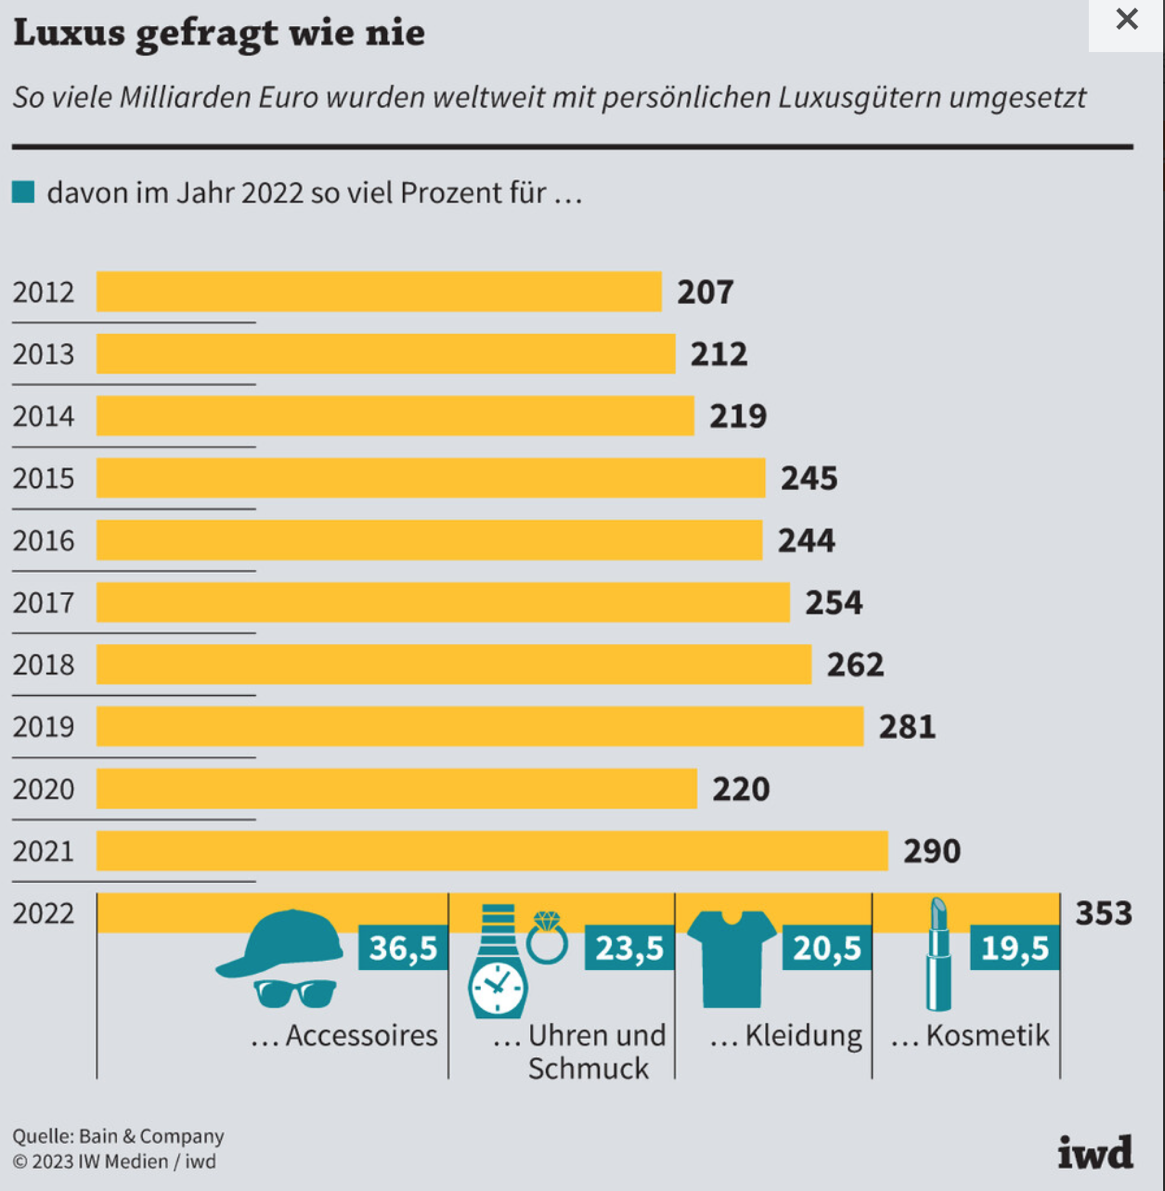 Luxus gefragt wie nie
So viele Milliarden Euro wurden weltweit mit persönlichen Luxusgütern umgesetzt
davon im Jahr 2022 so viel Prozent für …
2012 207
2013 212
2014 219
2015 245
2016 244
2017 254
2018 262
2019 281
2020 220
2021 290
2022 353
36,5 23,5 20,5 19,5
… Accessoires … Uhren und … Kleidung … Kosmetik
Schmuck
Quelle: Bain & Company
© 2023 IW Medien / iwd
iwd